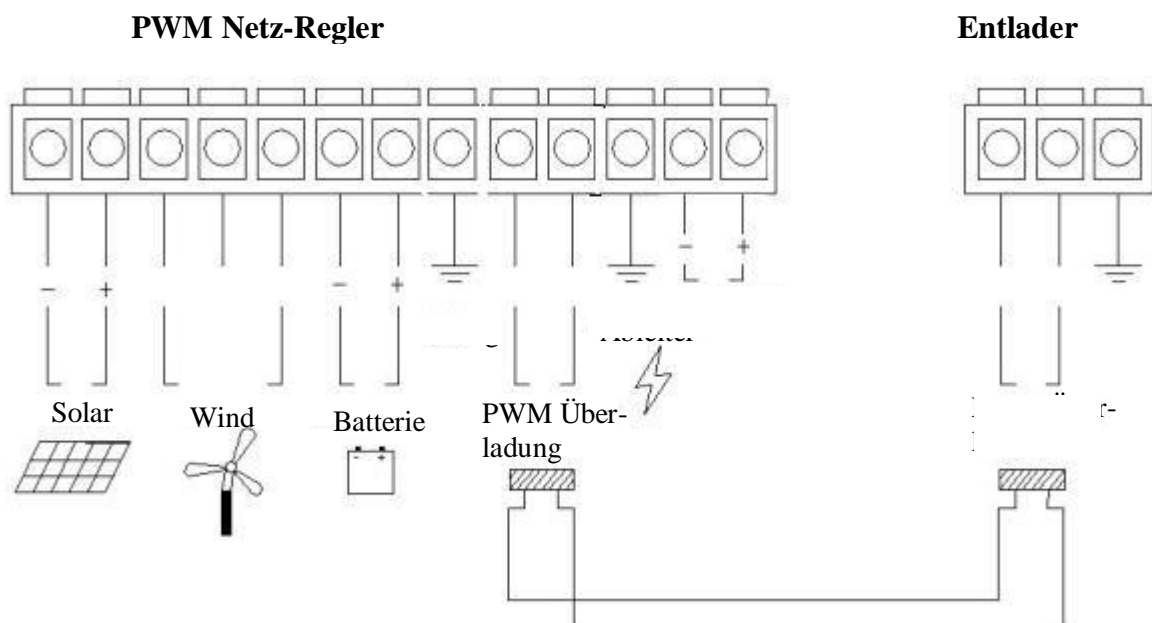 PWM Netz-Regler
Entlader
- +
- +
- +
Solar
Wind
Batterie
PWM Über-
ladung
- +